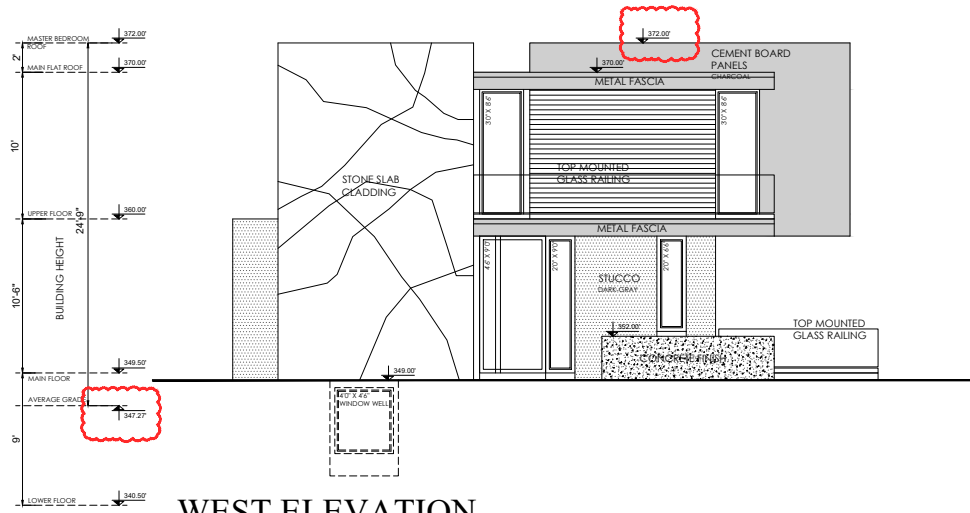 MASTER BEDROOM
ROOF
372.00'
372.00'
2'
MAIN FLAT ROOF
370.00'
370.00'
CEMENT BOARD
PANELS
CHARCOAL
METAL FASCIA
3'0" X 8'6"
3'0" X 8'6"
10'
STONE SLAB
CLADDING
TOP MOUNTED
GLASS RAILING
UPPER FLOOR
360.00'
24'-9"
BUILDING HEIGHT
METAL FASCIA
4'6" X 9'0"
2'0" X 9'0"
2'0" X 6'6"
STUCCO
DARK GRAY
10'-6"
352.00'
TOP MOUNTED
GLASS RAILING
CONCRETE FINISH
349.50'
MAIN FLOOR
349.00'
AVERAGE GRADE
347.27'
4'0" X 4'6"
WINDOW WELL
9'
LOWER FLOOR
340.50'
WEST ELEVATION